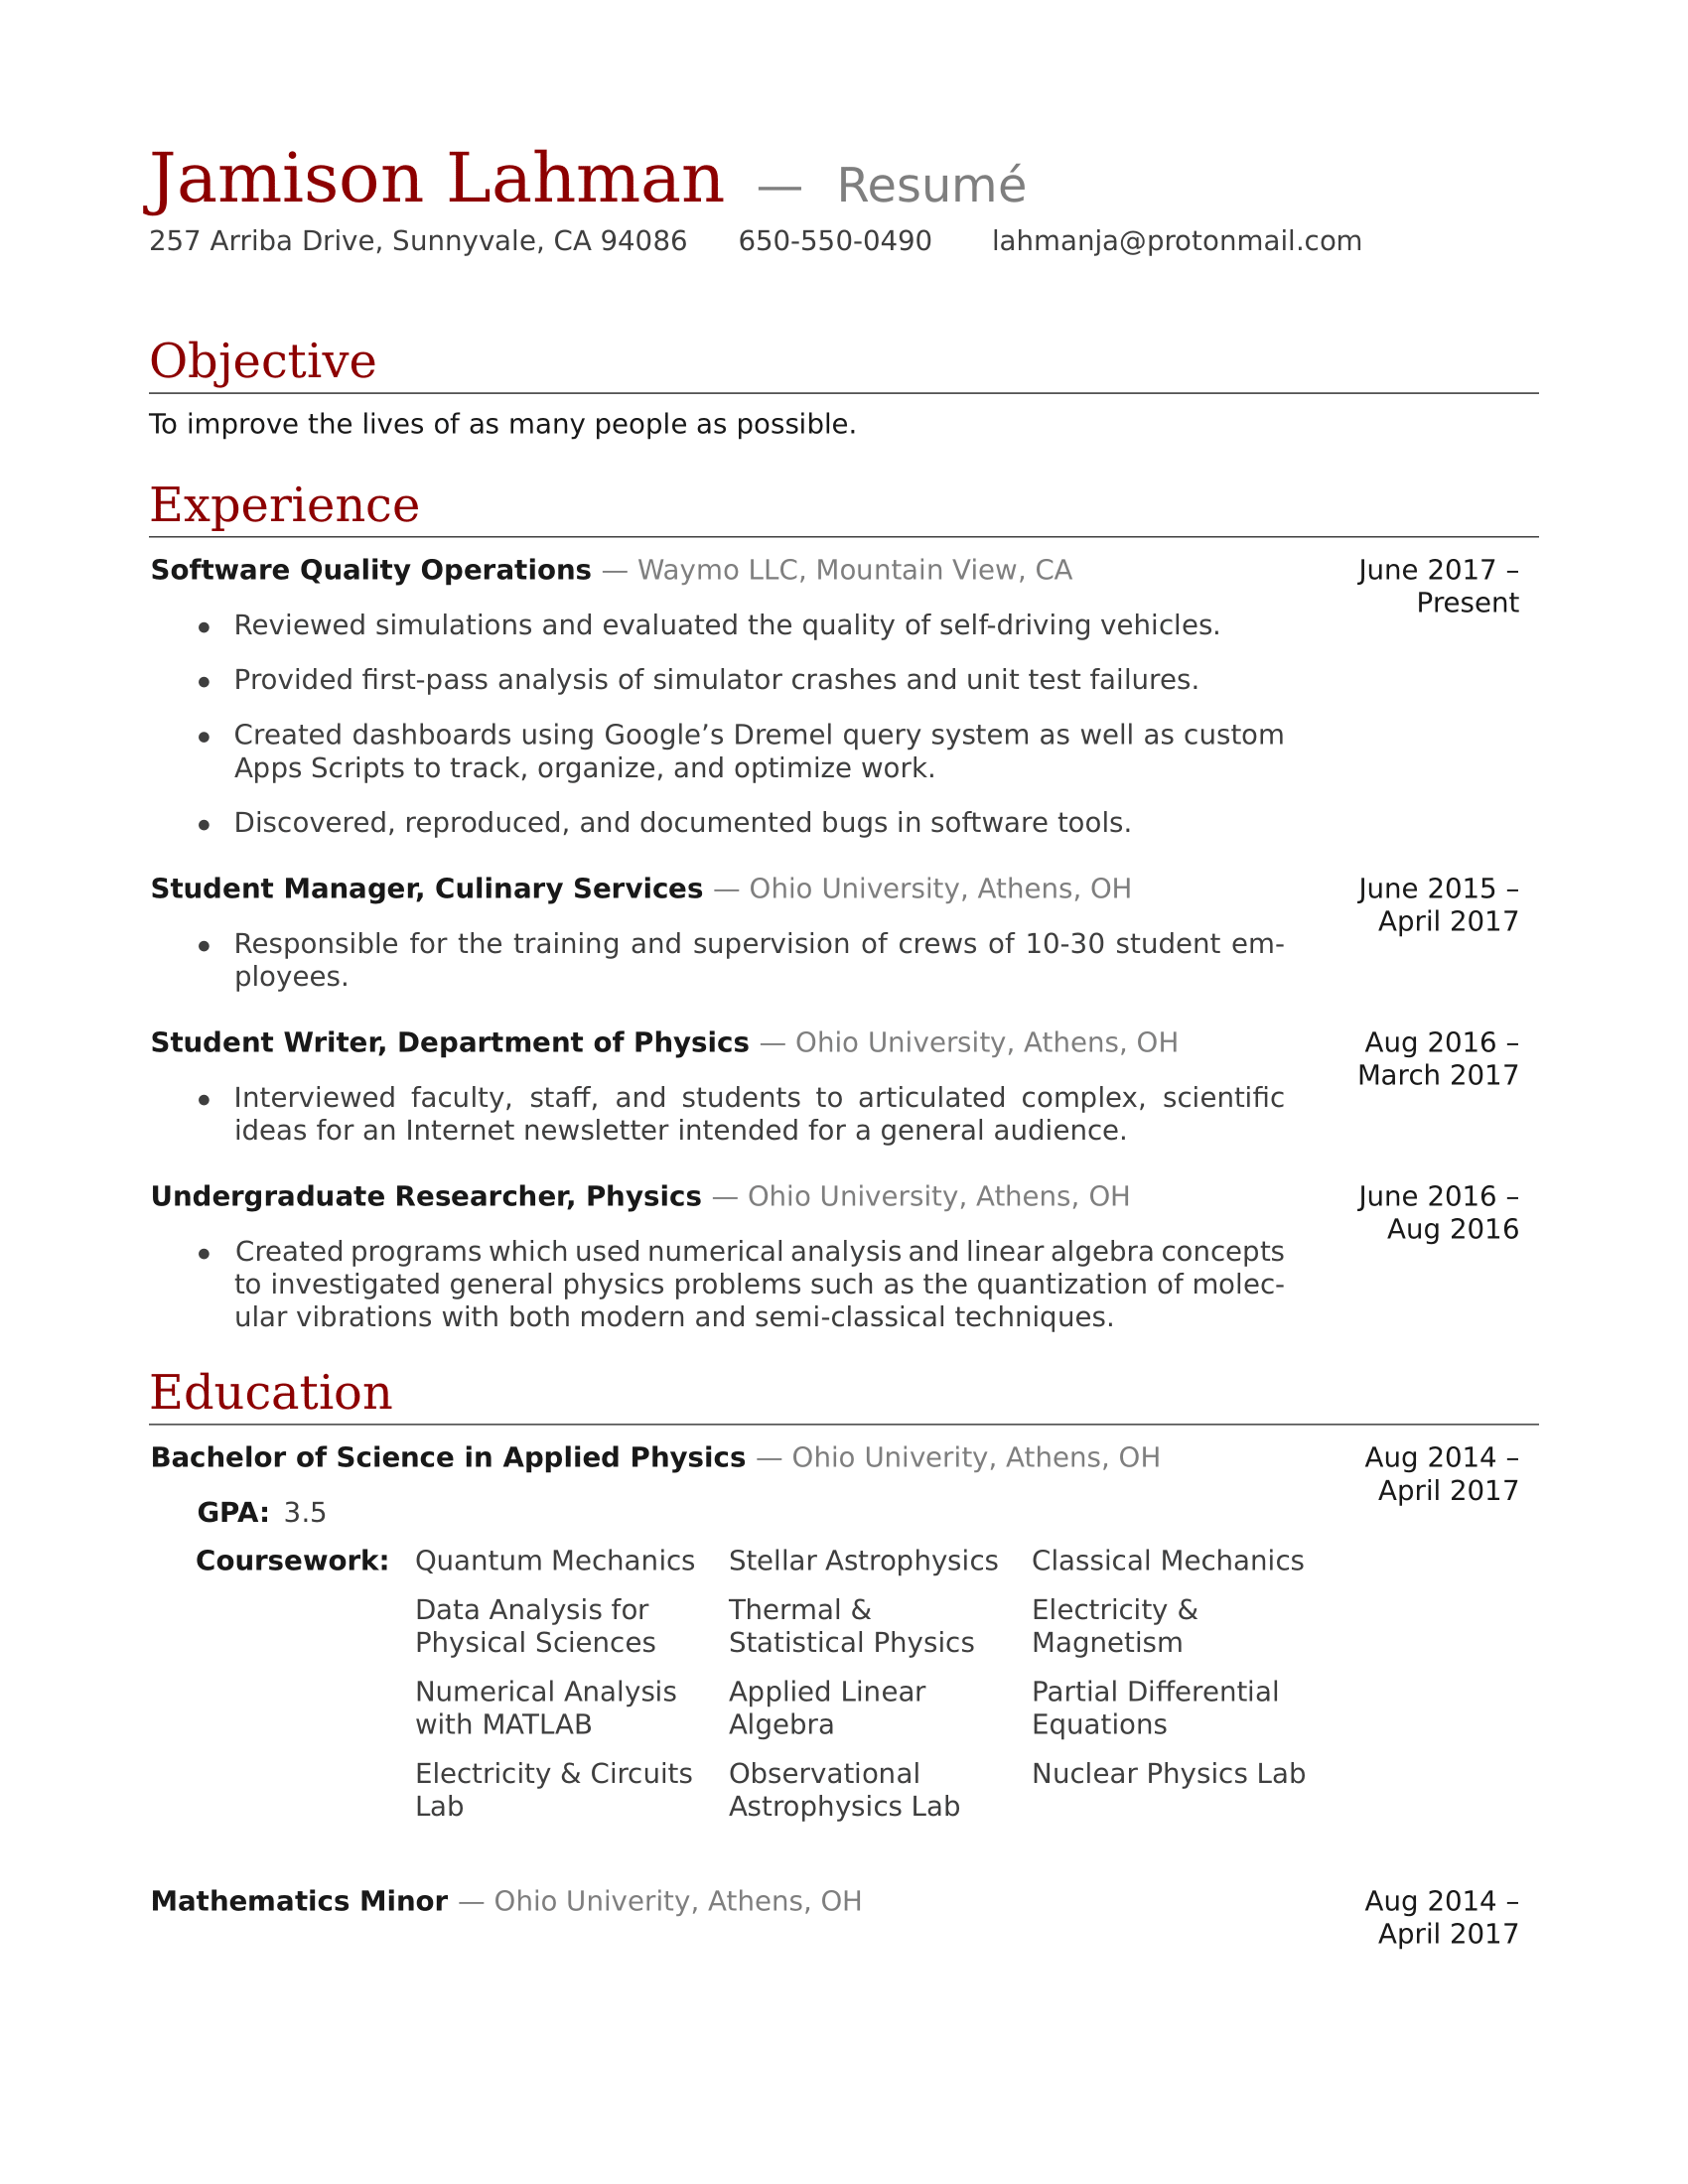 Jamison Lahman — Resumé
257 Arriba Drive, Sunnyvale, CA 94086 650-550-0490 lahmanja@protonmail.com
Objective
To improve the lives of as many people as possible.
Experience
Software Quality Operations — Waymo LLC, Mountain View, CA June 2017 –
Present
• Reviewed simulations and evaluated the quality of self-driving vehicles.
• Provided first-pass analysis of simulator crashes and unit test failures.
• Created dashboards using Google’s Dremel query system as well as custom
Apps Scripts to track, organize, and optimize work.
• Discovered, reproduced, and documented bugs in software tools.
Student Manager, Culinary Services — Ohio University, Athens, OH June 2015 –
April 2017
• Responsible for the training and supervision of crews of 10-30 student em-
ployees.
Student Writer, Department of Physics — Ohio University, Athens, OH Aug 2016 –
March 2017
• Interviewed faculty, staff, and students to articulated complex, scientific
ideas for an Internet newsletter intended for a general audience.
Undergraduate Researcher, Physics — Ohio University, Athens, OH June 2016 –
Aug 2016
• Created programs which used numerical analysis and linear algebra concepts
to investigated general physics problems such as the quantization of molec-
ular vibrations with both modern and semi-classical techniques.
Education
Bachelor of Science in Applied Physics — Ohio Univerity, Athens, OH Aug 2014 –
April 2017
GPA: 3.5
Coursework: Quantum Mechanics Stellar Astrophysics Classical Mechanics
Data Analysis for Thermal & Electricity &
Physical Sciences Statistical Physics Magnetism
Numerical Analysis Applied Linear Partial Differential
with MATLAB Algebra Equations
Electricity & Circuits Observational Nuclear Physics Lab
Lab Astrophysics Lab
Mathematics Minor — Ohio Univerity, Athens, OH Aug 2014 –
April 2017